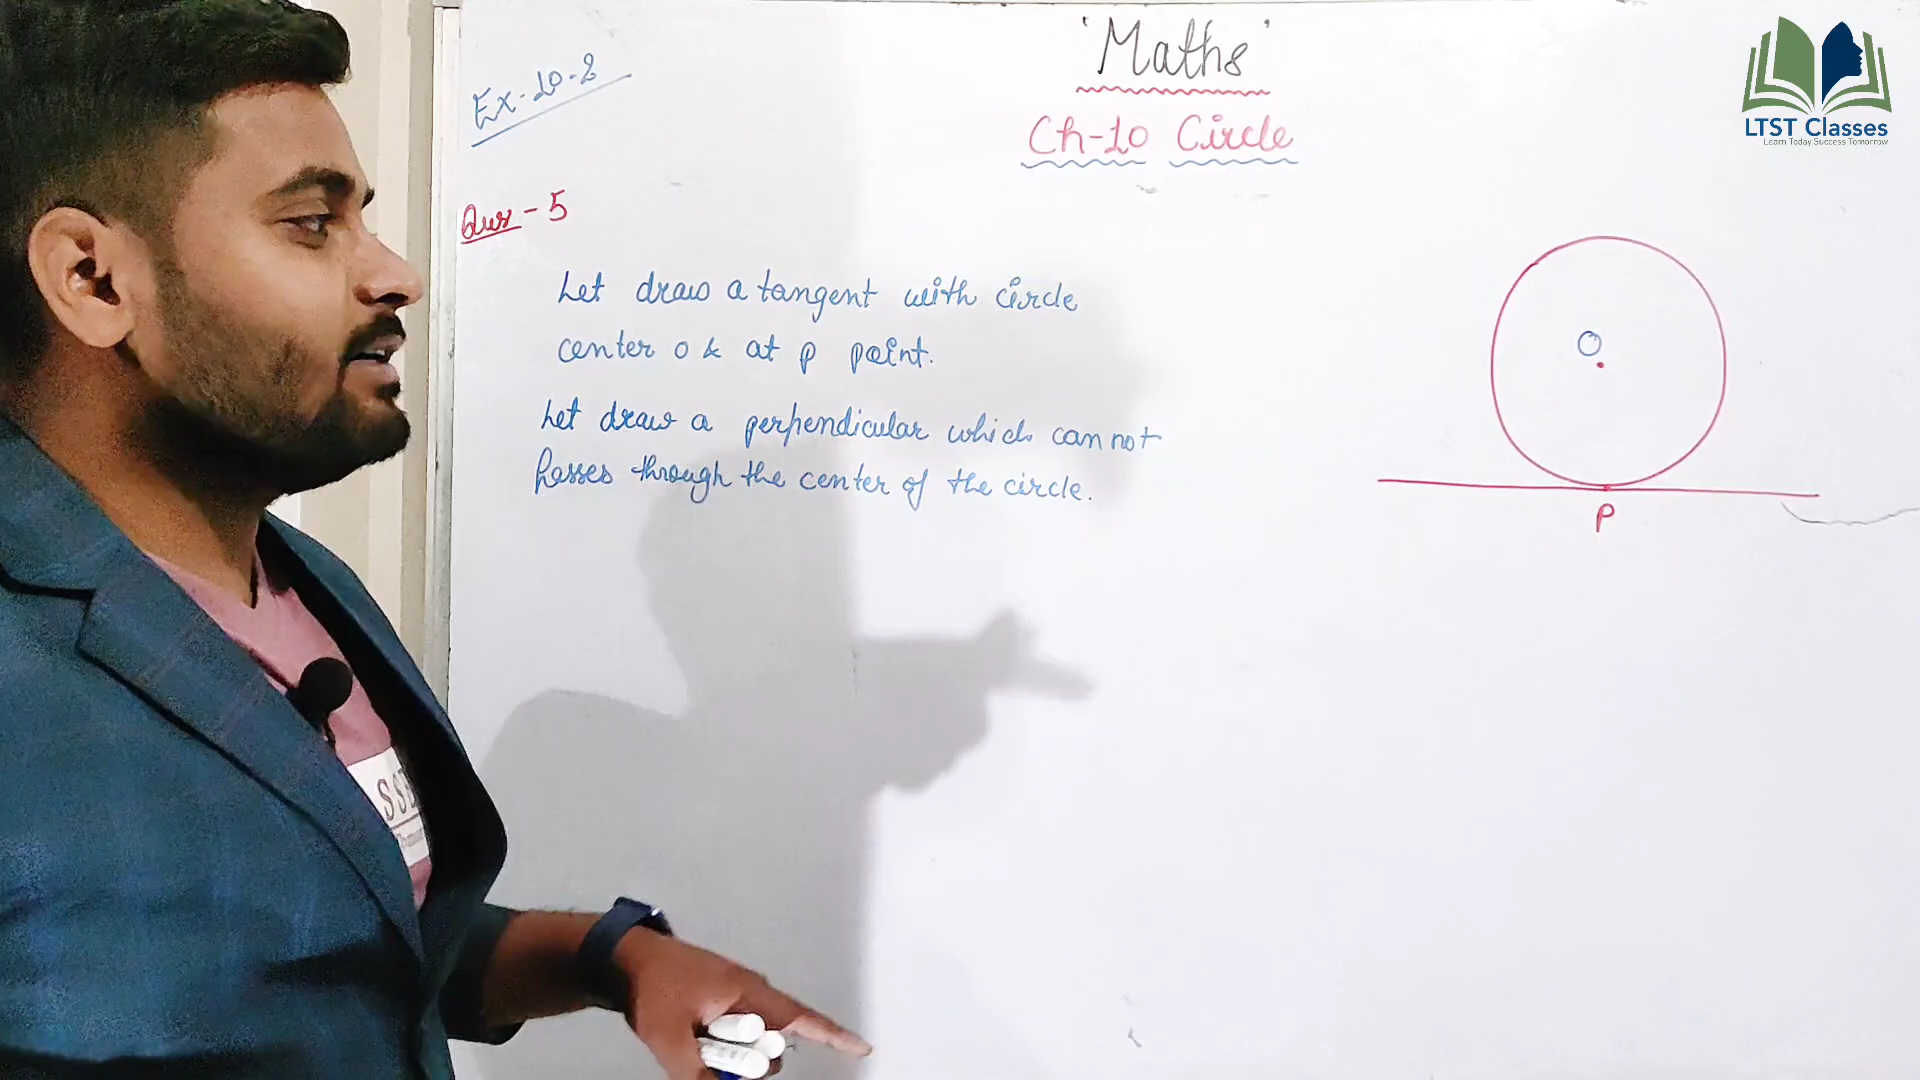 'Maths'
LTST Classes
Learn Today Success Tomorrow
Ex-10.2
Ch-10 Circle
Que-5
Let draw a tangent with circle
center O & at P point.
Let draw a perpendicular which can not
passes through the center of the circle.
O
P